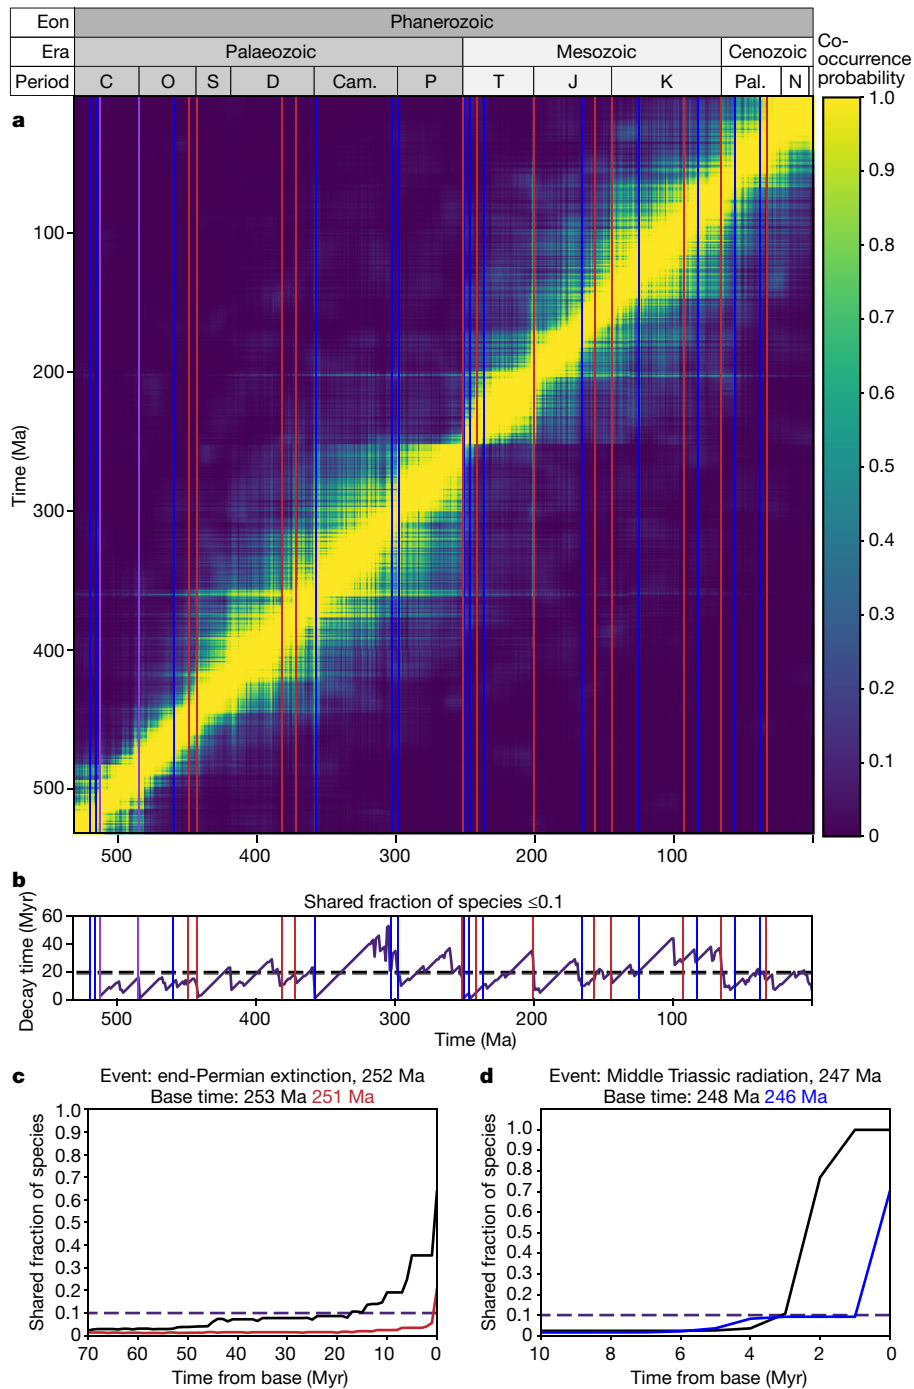 Eon Phanerozoic
Era Palaeozoic Mesozoic Cenozoic
Period C O S D Cam. P T J K Pal. N
Co-
occurrence
probability
a
1.0
0.9
0.8
0.7
0.6
0.5
0.4
0.3
0.2
0.1
0
Time (Ma)
100
200
300
400
500
500 400 300 200 100
b
Shared fraction of species ≤0.1
Decay time (Myr)
60
40
20
0
500 400 300 200 100
Time (Ma)
c
Event: end-Permian extinction, 252 Ma
Base time: 253 Ma 251 Ma
Shared fraction of species
1.0
0.9
0.7
0.6
0.5
0.4
0.3
0.2
0.1
0
70 60 50 40 30 20 10 0
Time from base (Myr)
d
Event: Middle Triassic radiation, 247 Ma
Base time: 248 Ma 246 Ma
Shared fraction of species
1.0
0.9
0.7
0.6
0.5
0.4
0.3
0.2
0.1
0
10 8 6 4 2 0
Time from base (Myr)